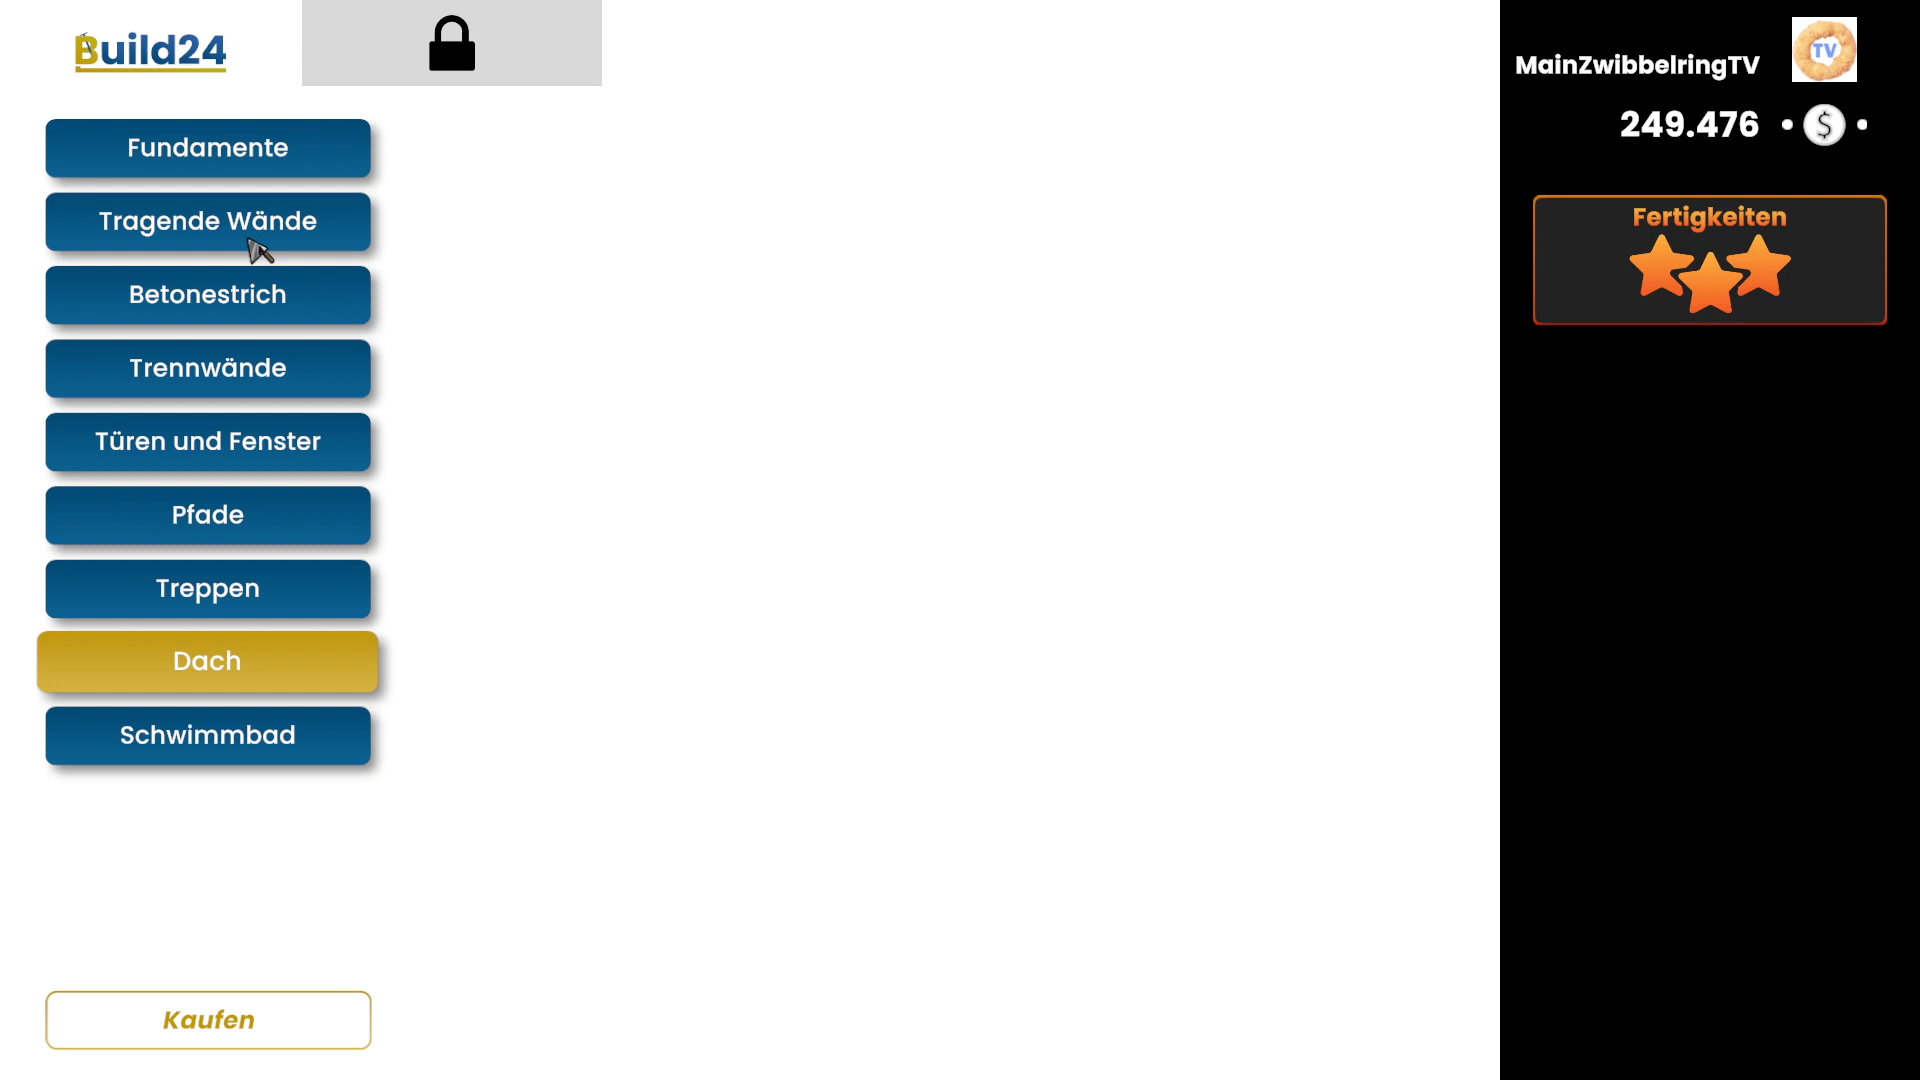 Build24
MainZwibbelringTV
TV
249.476
$
Fertigkeiten
Fundamente
Tragende Wände
Betonestrich
Trennwände
Türen und Fenster
Pfade
Treppen
Dach
Schwimmbad
Kaufen